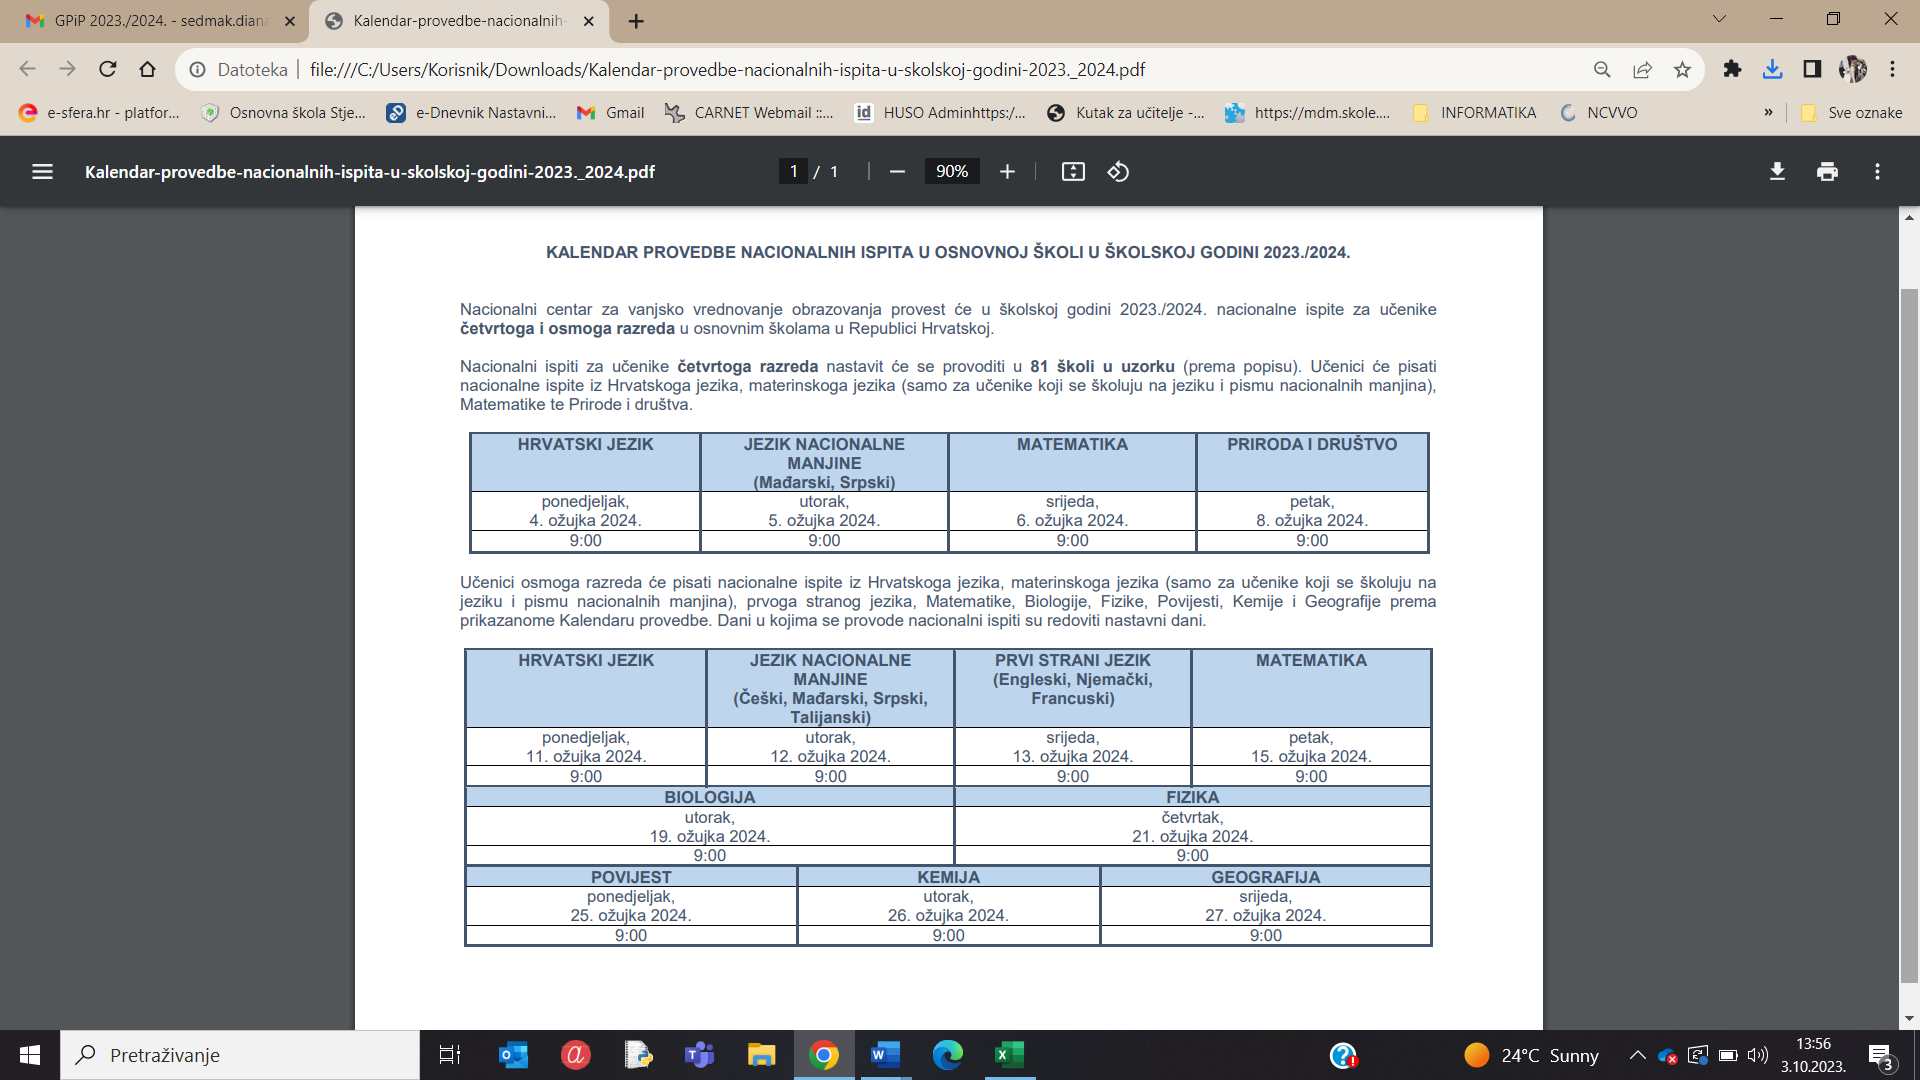 GPiP 2023./2024. - sedmak.dian
Kalendar-provedbe-nacionalnih-
Datoteka
file:///C:/Users/Korisnik/Downloads/Kalendar-provedbe-nacionalnih-ispita-u-skolskoj-godini-2023._2024.pdf
e-sfera.hr - platfor...
Osnovna škola Stje...
e-Dnevnik Nastavni...
Gmail
CARNET Webmail ::...
id
HUSO Adminhttps:/...
Kutak za učitelje -...
https://mdm.skole....
INFORMATIKA
NCVVO
»
Sve oznake
Kalendar-provedbe-nacionalnih-ispita-u-skolskoj-godini-2023._2024.pdf
1 / 1
90%
KALENDAR PROVEDBE NACIONALNIH ISPITA U OSNOVNOJ ŠKOLI U ŠKOLSKOJ GODINI 2023./2024.
Nacionalni centar za vanjsko vrednovanje obrazovanja provest će u školskoj godini 2023./2024. nacionalne ispite za učenike
četvrtoga i osmoga razreda u osnovnim školama u Republici Hrvatskoj.
Nacionalni ispiti za učenike četvrtoga razreda nastavit će se provoditi u 81 školi u uzorku (prema popisu). Učenici će pisati
nacionalne ispite iz Hrvatskoga jezika, materinskoga jezika (samo za učenike koji se školuju na jeziku i pismu nacionalnih manjina),
Matematike te Prirode i društva.
HRVATSKI JEZIK
JEZIK NACIONALNE
MANJINE
(Mađarski, Srpski)
MATEMATIKA
PRIRODA I DRUŠTVO
ponedjeljak,
4. ožujka 2024.
utorak,
5. ožujka 2024.
srijeda,
6. ožujka 2024.
petak,
8. ožujka 2024.
9:00
9:00
9:00
9:00
Učenici osmoga razreda će pisati nacionalne ispite iz Hrvatskoga jezika, materinskoga jezika (samo za učenike koji se školuju na
jeziku i pismu nacionalnih manjina), prvoga stranog jezika, Matematike, Biologije, Fizike, Povijesti, Kemije i Geografije prema
prikazanome Kalendaru provedbe. Dani u kojima se provode nacionalni ispiti su redoviti nastavni dani.
HRVATSKI JEZIK
JEZIK NACIONALNE
MANJINE
(Češki, Mađarski, Srpski,
Talijanski)
PRVI STRANI JEZIK
(Engleski, Njemački,
Francuski)
MATEMATIKA
ponedjeljak,
11. ožujka 2024.
utorak,
12. ožujka 2024.
srijeda,
13. ožujka 2024.
petak,
15. ožujka 2024.
9:00
9:00
9:00
9:00
BIOLOGIJA
FIZIKA
utorak,
19. ožujka 2024.
četvrtak,
21. ožujka 2024.
9:00
9:00
POVIJEST
KEMIJA
GEOGRAFIJA
ponedjeljak,
25. ožujka 2024.
utorak,
26. ožujka 2024.
srijeda,
27. ožujka 2024.
9:00
9:00
9:00
Pretraživanje
24°C Sunny
13:56
3.10.2023.
3